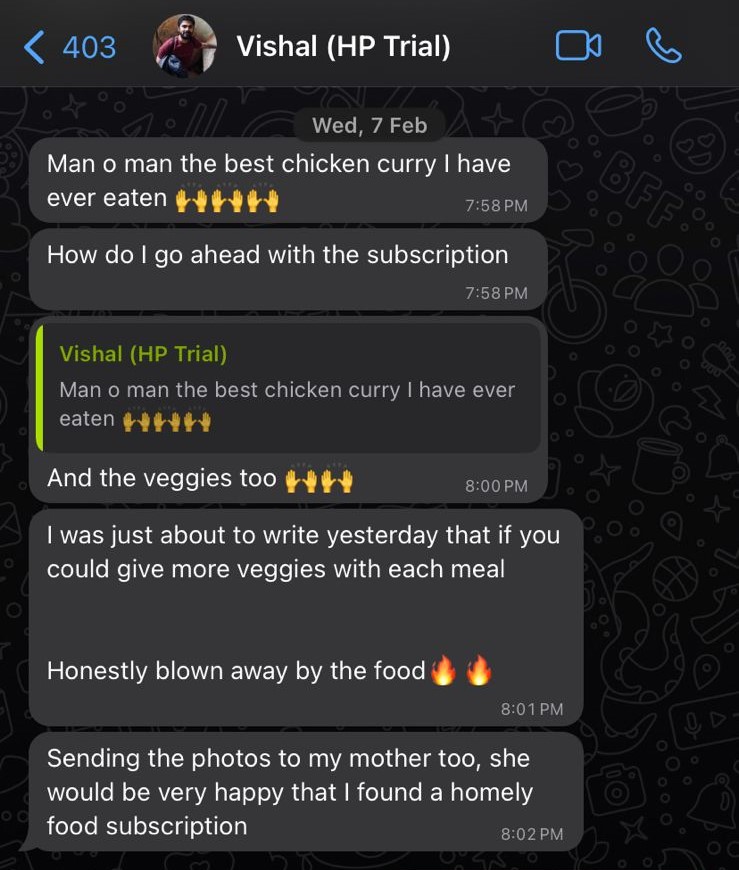 403
Vishal (HP Trial)
Wed, 7 Feb
Man o man the best chicken curry I have
ever eaten 🙌🙌🙌
7:58 PM
How do I go ahead with the subscription
7:58 PM
Vishal (HP Trial)
Man o man the best chicken curry I have ever
eaten 🙌🙌🙌
And the veggies too 🙌🙌
8:00 PM
I was just about to write yesterday that if you
could give more veggies with each meal
Honestly blown away by the food🔥 🔥
8:01 PM
Sending the photos to my mother too, she
would be very happy that I found a homely
food subscription
8:02 PM
BFF